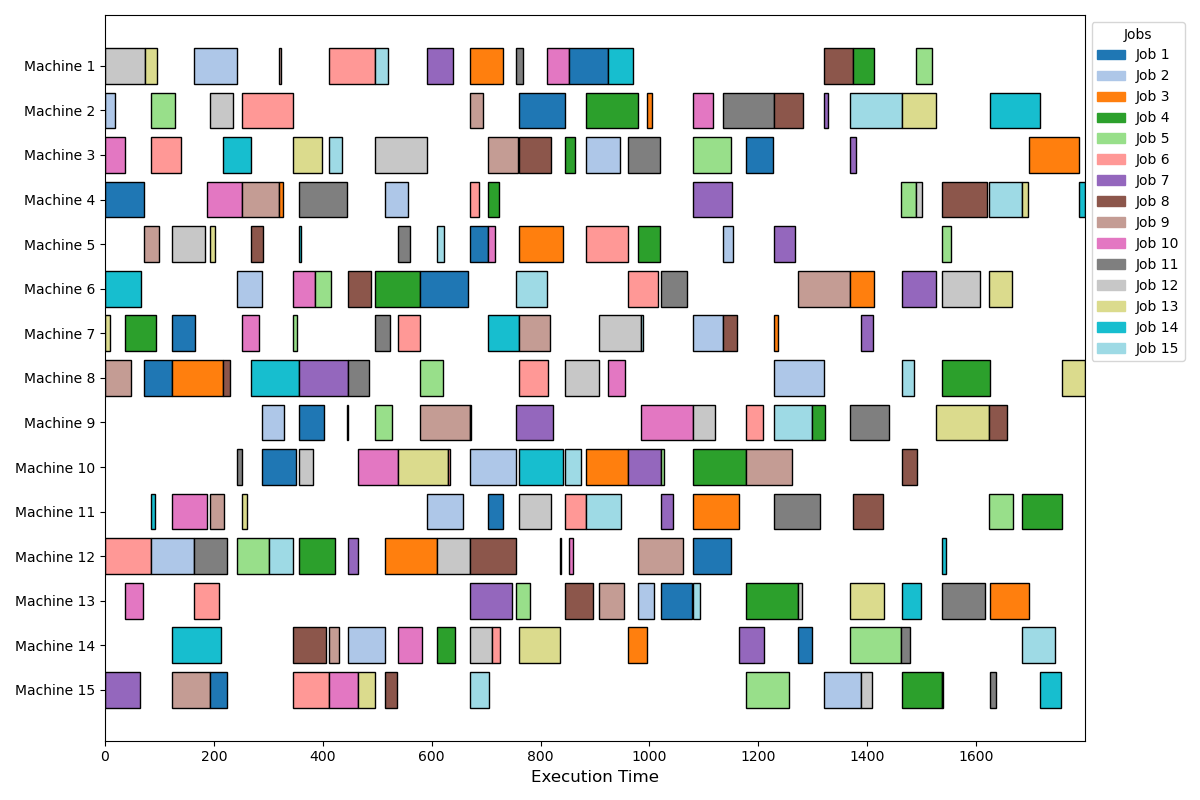 Machine 1
Machine 2
Machine 3
Machine 4
Machine 5
Machine 6
Machine 7
Machine 8
Machine 9
Machine 10
Machine 11
Machine 12
Machine 13
Machine 14
Machine 15
0 200 400 600 800 1000 1200 1400 1600
Execution Time
Jobs
Job 1
Job 2
Job 3
Job 4
Job 5
Job 6
Job 7
Job 8
Job 9
Job 10
Job 11
Job 12
Job 13
Job 14
Job 15